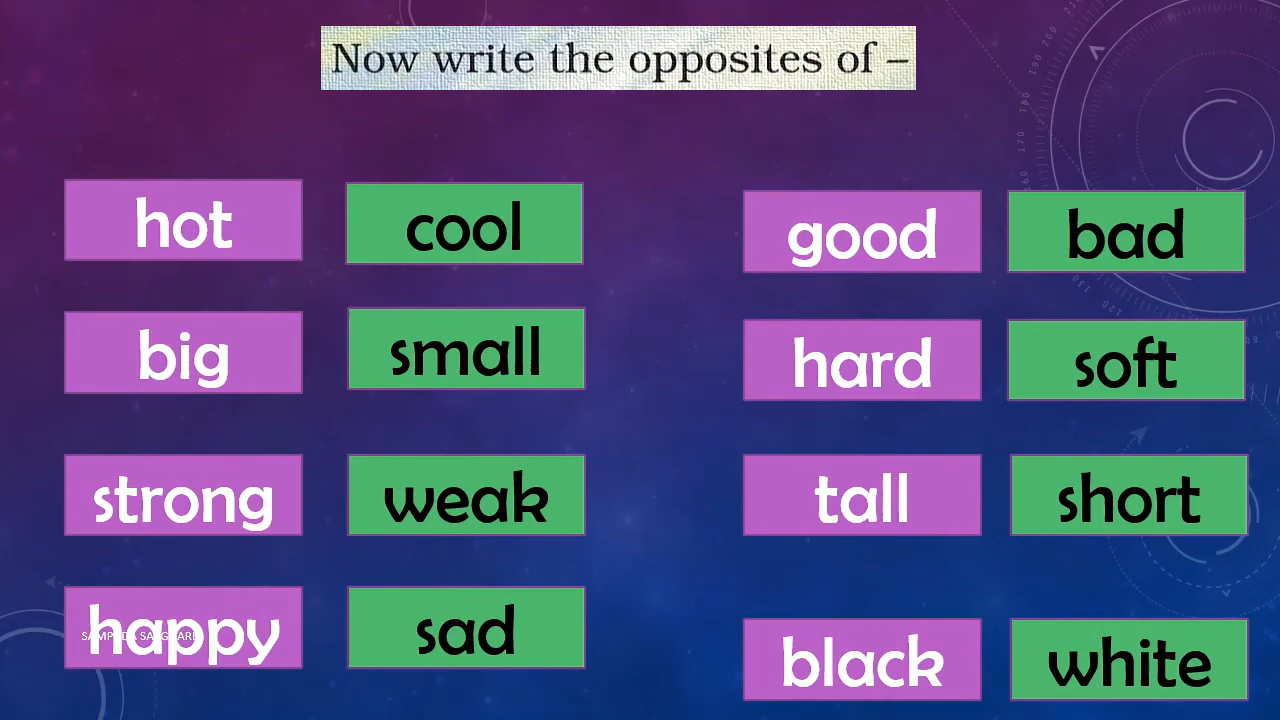 Now write the opposites of –
hot cool
good bad
big small
hard soft
strong weak
tall short
happy sad
black white